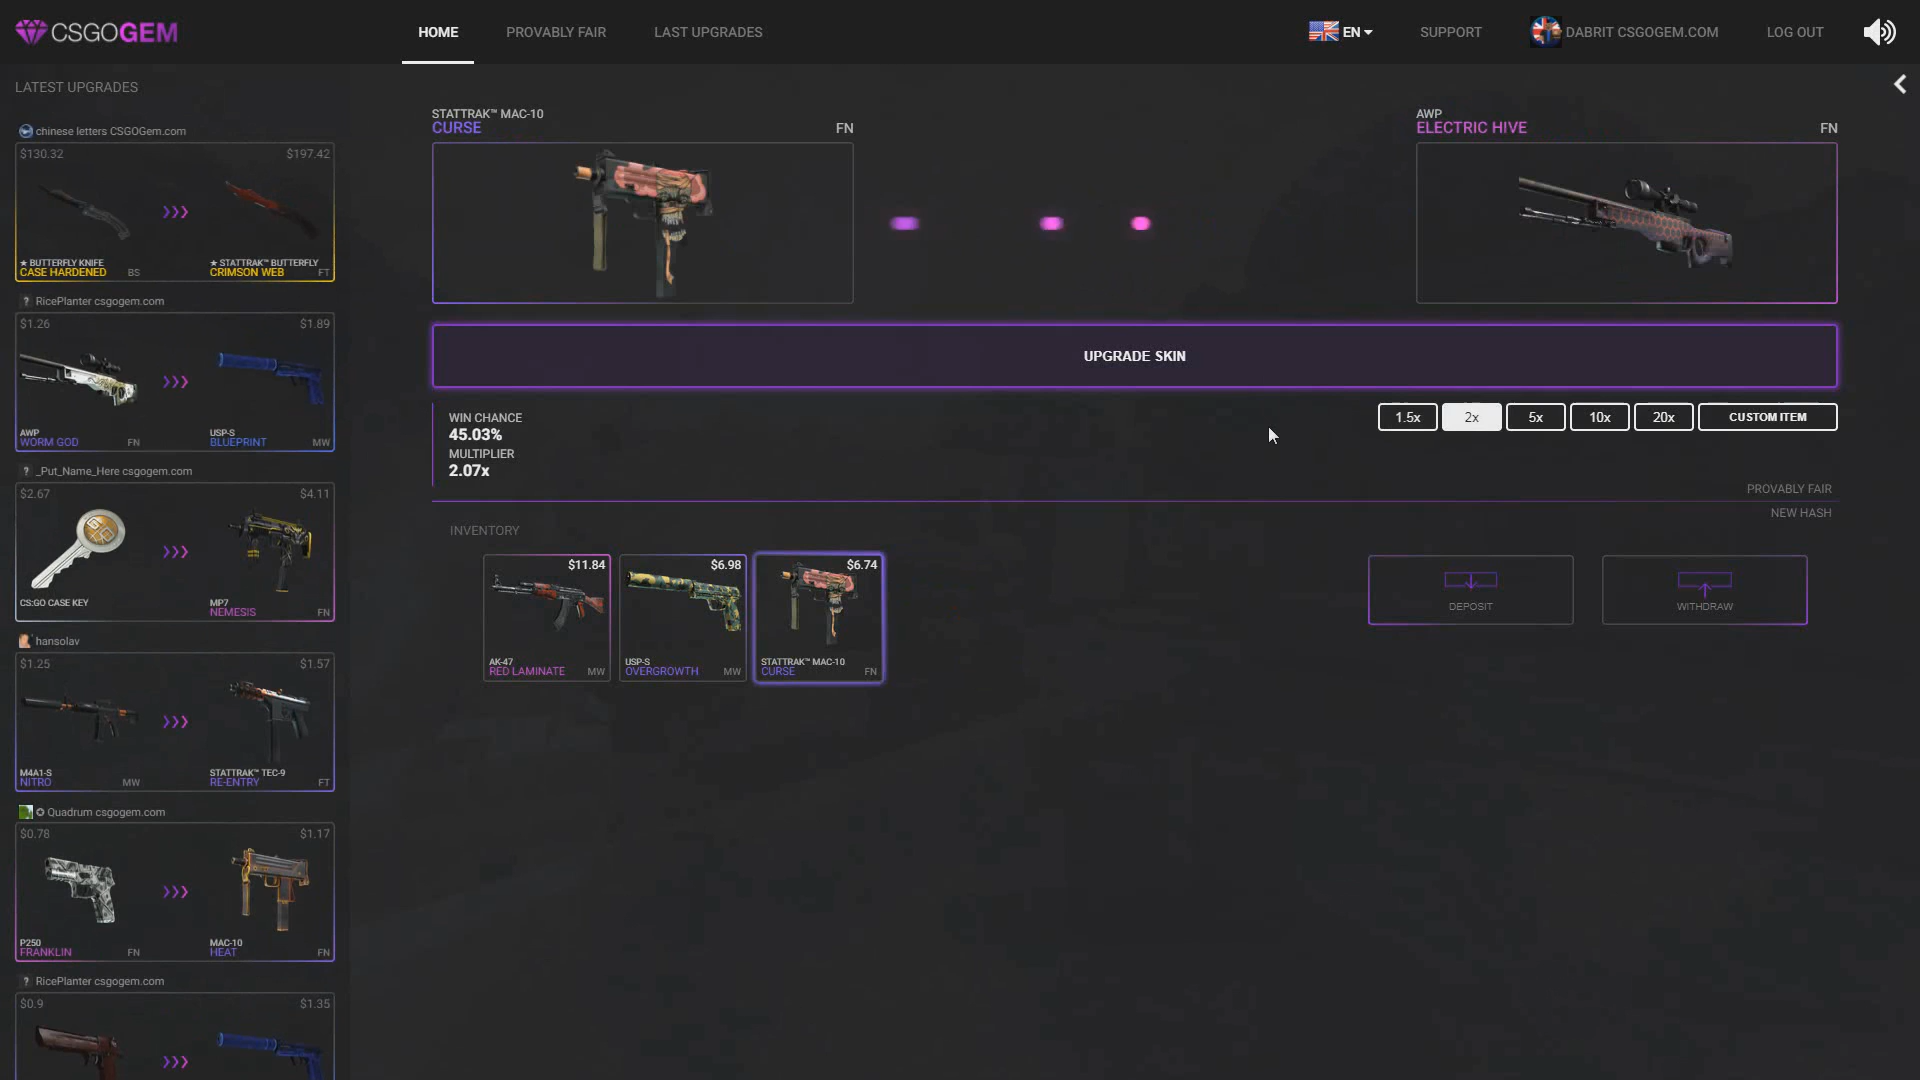 CSGOGEM
HOME
PROVABLY FAIR
LAST UPGRADES
EN
SUPPORT
DABRIT CSGOGEM.COM
LOG OUT
LATEST UPGRADES
chinese letters CSGOGem.com
$130.32
$197.42
★ BUTTERFLY KNIFE
CASE HARDENED
BS
★ STATTRAK™ BUTTERFLY
CRIMSON WEB
FT
? RicePlanter csgogem.com
$1.26
$1.89
AWP
WORM GOD
FN
USP-S
BLUEPRINT
MW
? _Put_Name_Here csgogem.com
$2.67
$4.11
CS:GO CASE KEY
MP7
NEMESIS
FN
hansolav
$1.25
$1.57
M4A1-S
NITRO
MW
STATTRAK™ TEC-9
RE-ENTRY
FT
✪ Quadrum csgogem.com
$0.78
$1.17
P250
FRANKLIN
FN
MAC-10
HEAT
FN
? RicePlanter csgogem.com
$0.9
$1.35
STATTRAK™ MAC-10
CURSE
FN
AWP
ELECTRIC HIVE
FN
UPGRADE SKIN
WIN CHANCE
45.03%
MULTIPLIER
2.07x
1.5x
2x
5x
10x
20x
CUSTOM ITEM
PROVABLY FAIR
NEW HASH
INVENTORY
$11.84
AK-47
RED LAMINATE
MW
$6.98
USP-S
OVERGROWTH
MW
$6.74
STATTRAK™ MAC-10
CURSE
FN
DEPOSIT
WITHDRAW